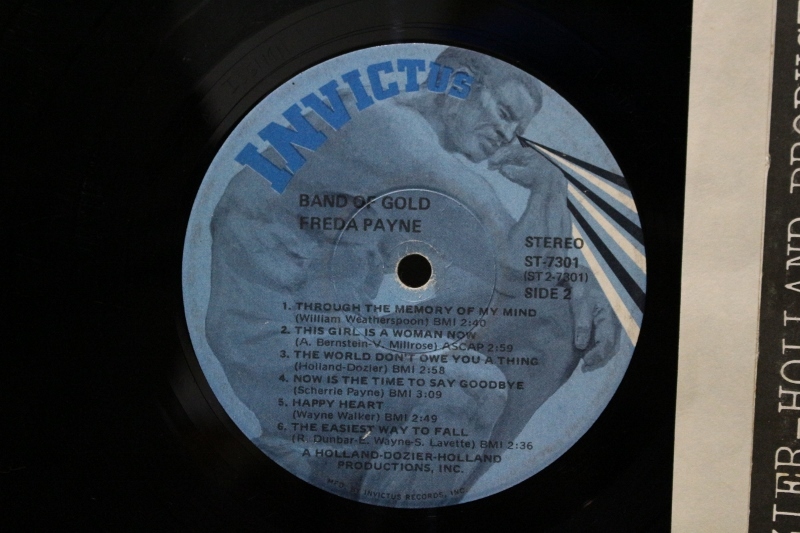 INVICTUS
BAND OF GOLD
FREDA PAYNE
STEREO
ST-7301
(ST 2-7301)
SIDE 2
1. THROUGH THE MEMORY OF MY MIND
(William Weatherspoon) BMI 2:40
2. THIS GIRL IS A WOMAN NOW
(A. Bernstein-V. Millrose) ASCAP 2:59
3. THE WORLD DON'T OWE YOU A THING
(Holland-Dozier) BMI 2:58
4. NOW IS THE TIME TO SAY GOODBYE
(Scherrie Payne) BMI 3:09
5. HAPPY HEART
(Wayne Walker) BMI 2:49
6. THE EASIEST WAY TO FALL
(R. Dunbar-E. Wayne-S. Lavette) BMI 2:36
A HOLLAND-DOZIER-HOLLAND
PRODUCTIONS, INC.
INVICTUS RECORDS, INC.
HOLLAND